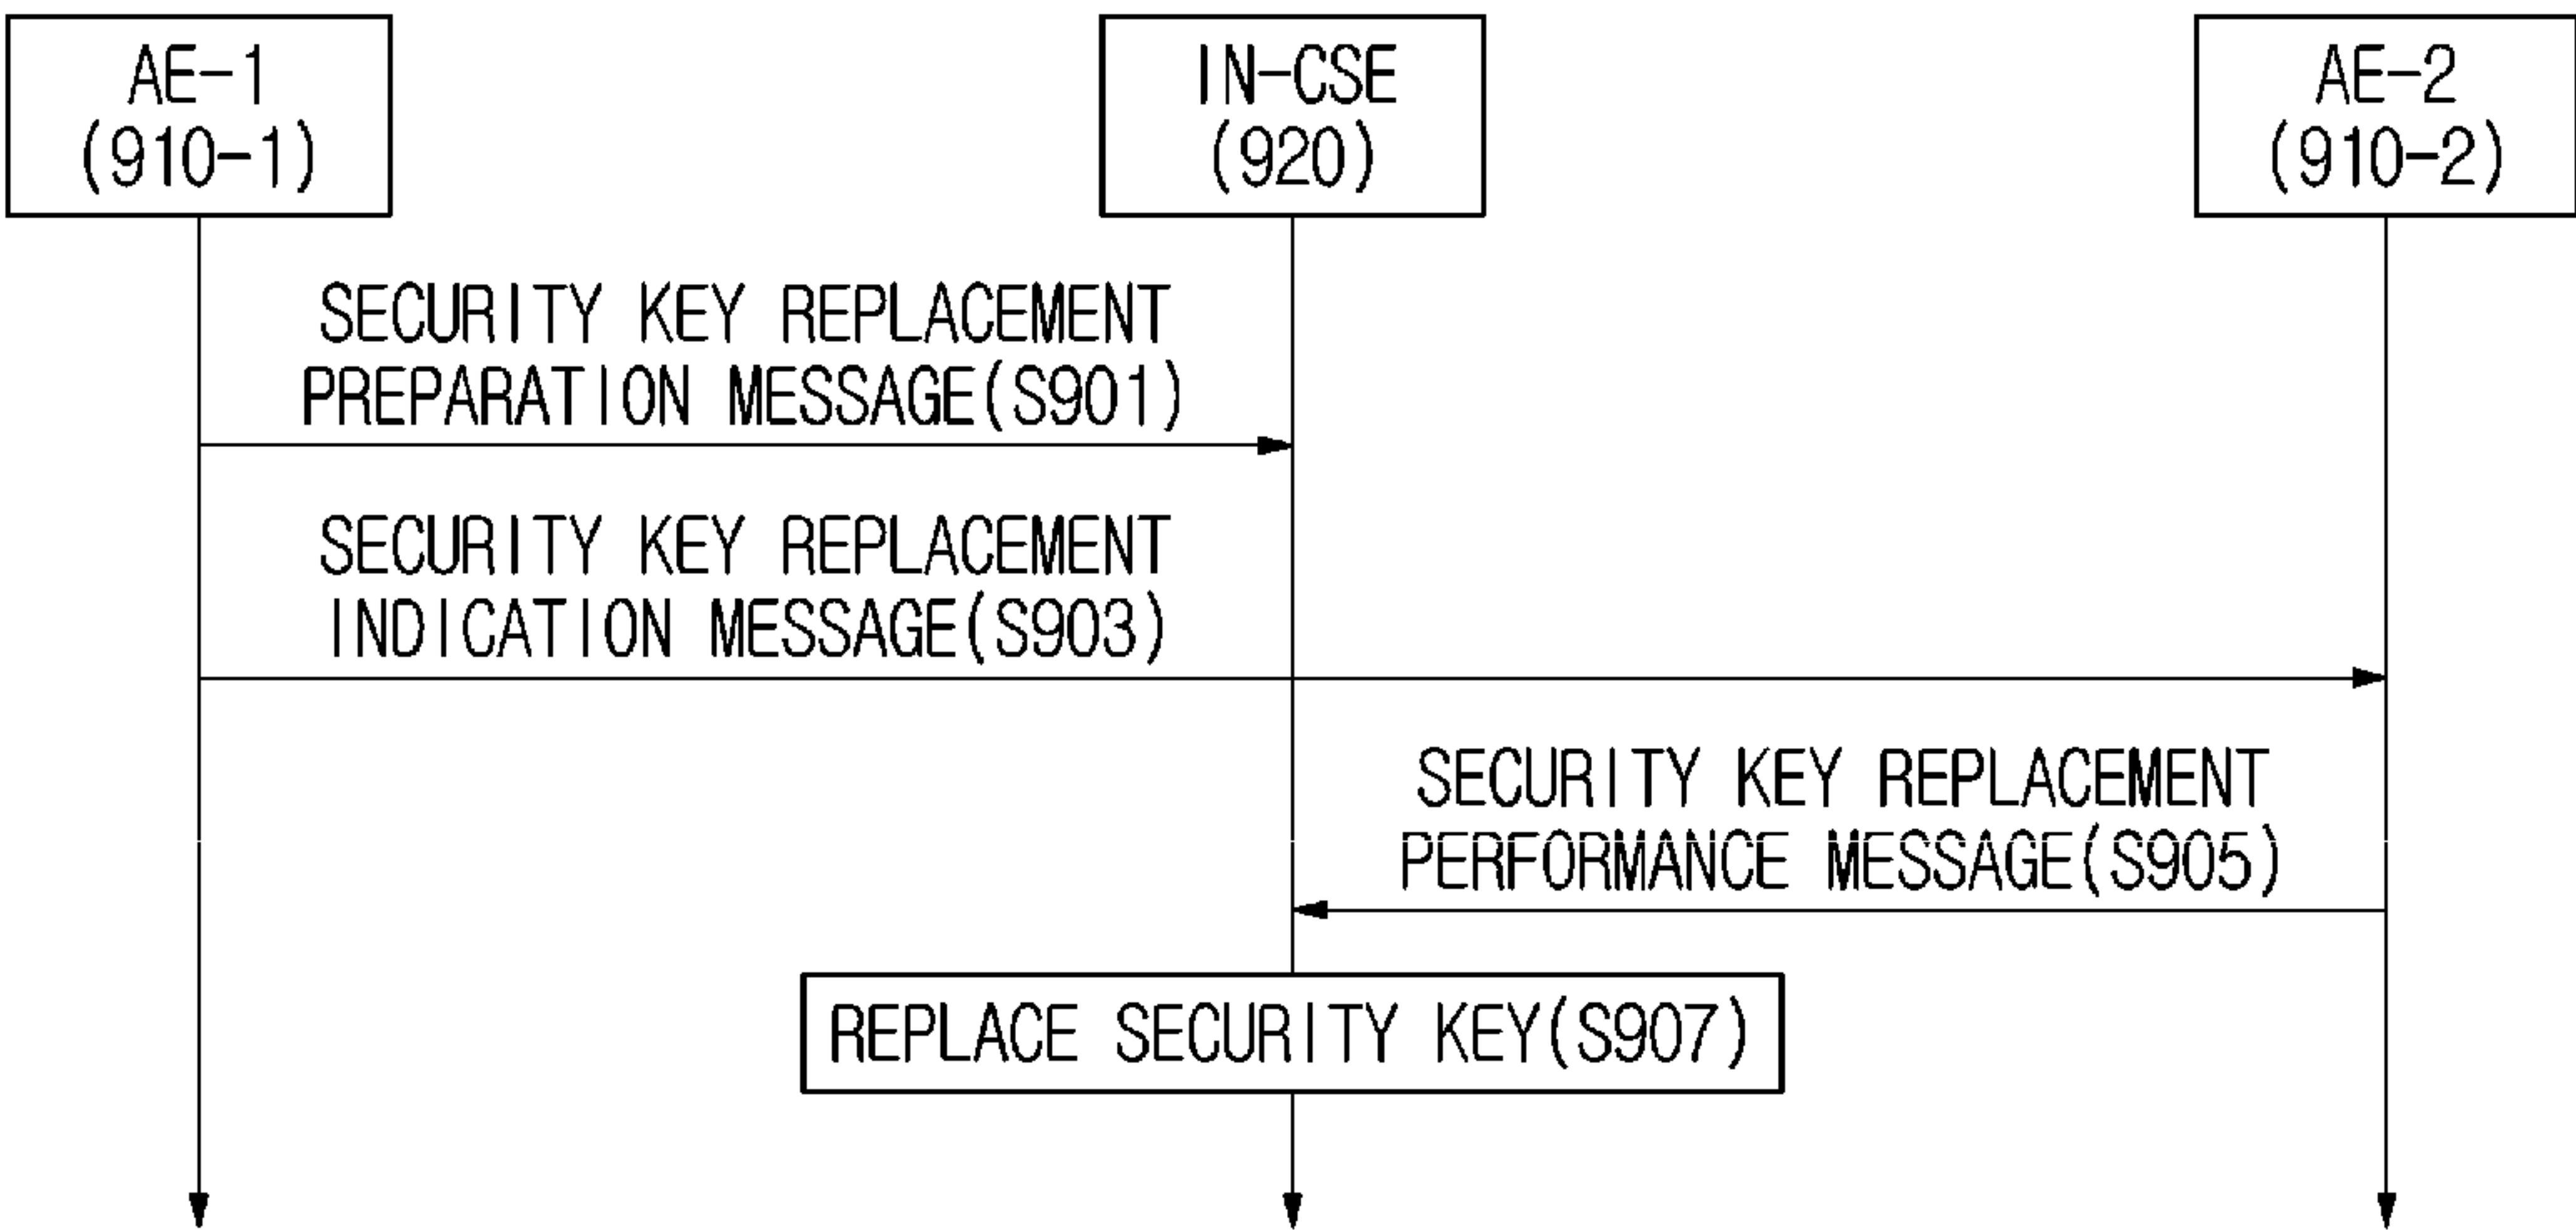 AE-1
(910-1)
IN-CSE
(920)
AE-2
(910-2)
SECURITY KEY REPLACEMENT
PREPARATION MESSAGE(S901)
SECURITY KEY REPLACEMENT
INDICATION MESSAGE(S903)
SECURITY KEY REPLACEMENT
PERFORMANCE MESSAGE(S905)
REPLACE SECURITY KEY(S907)